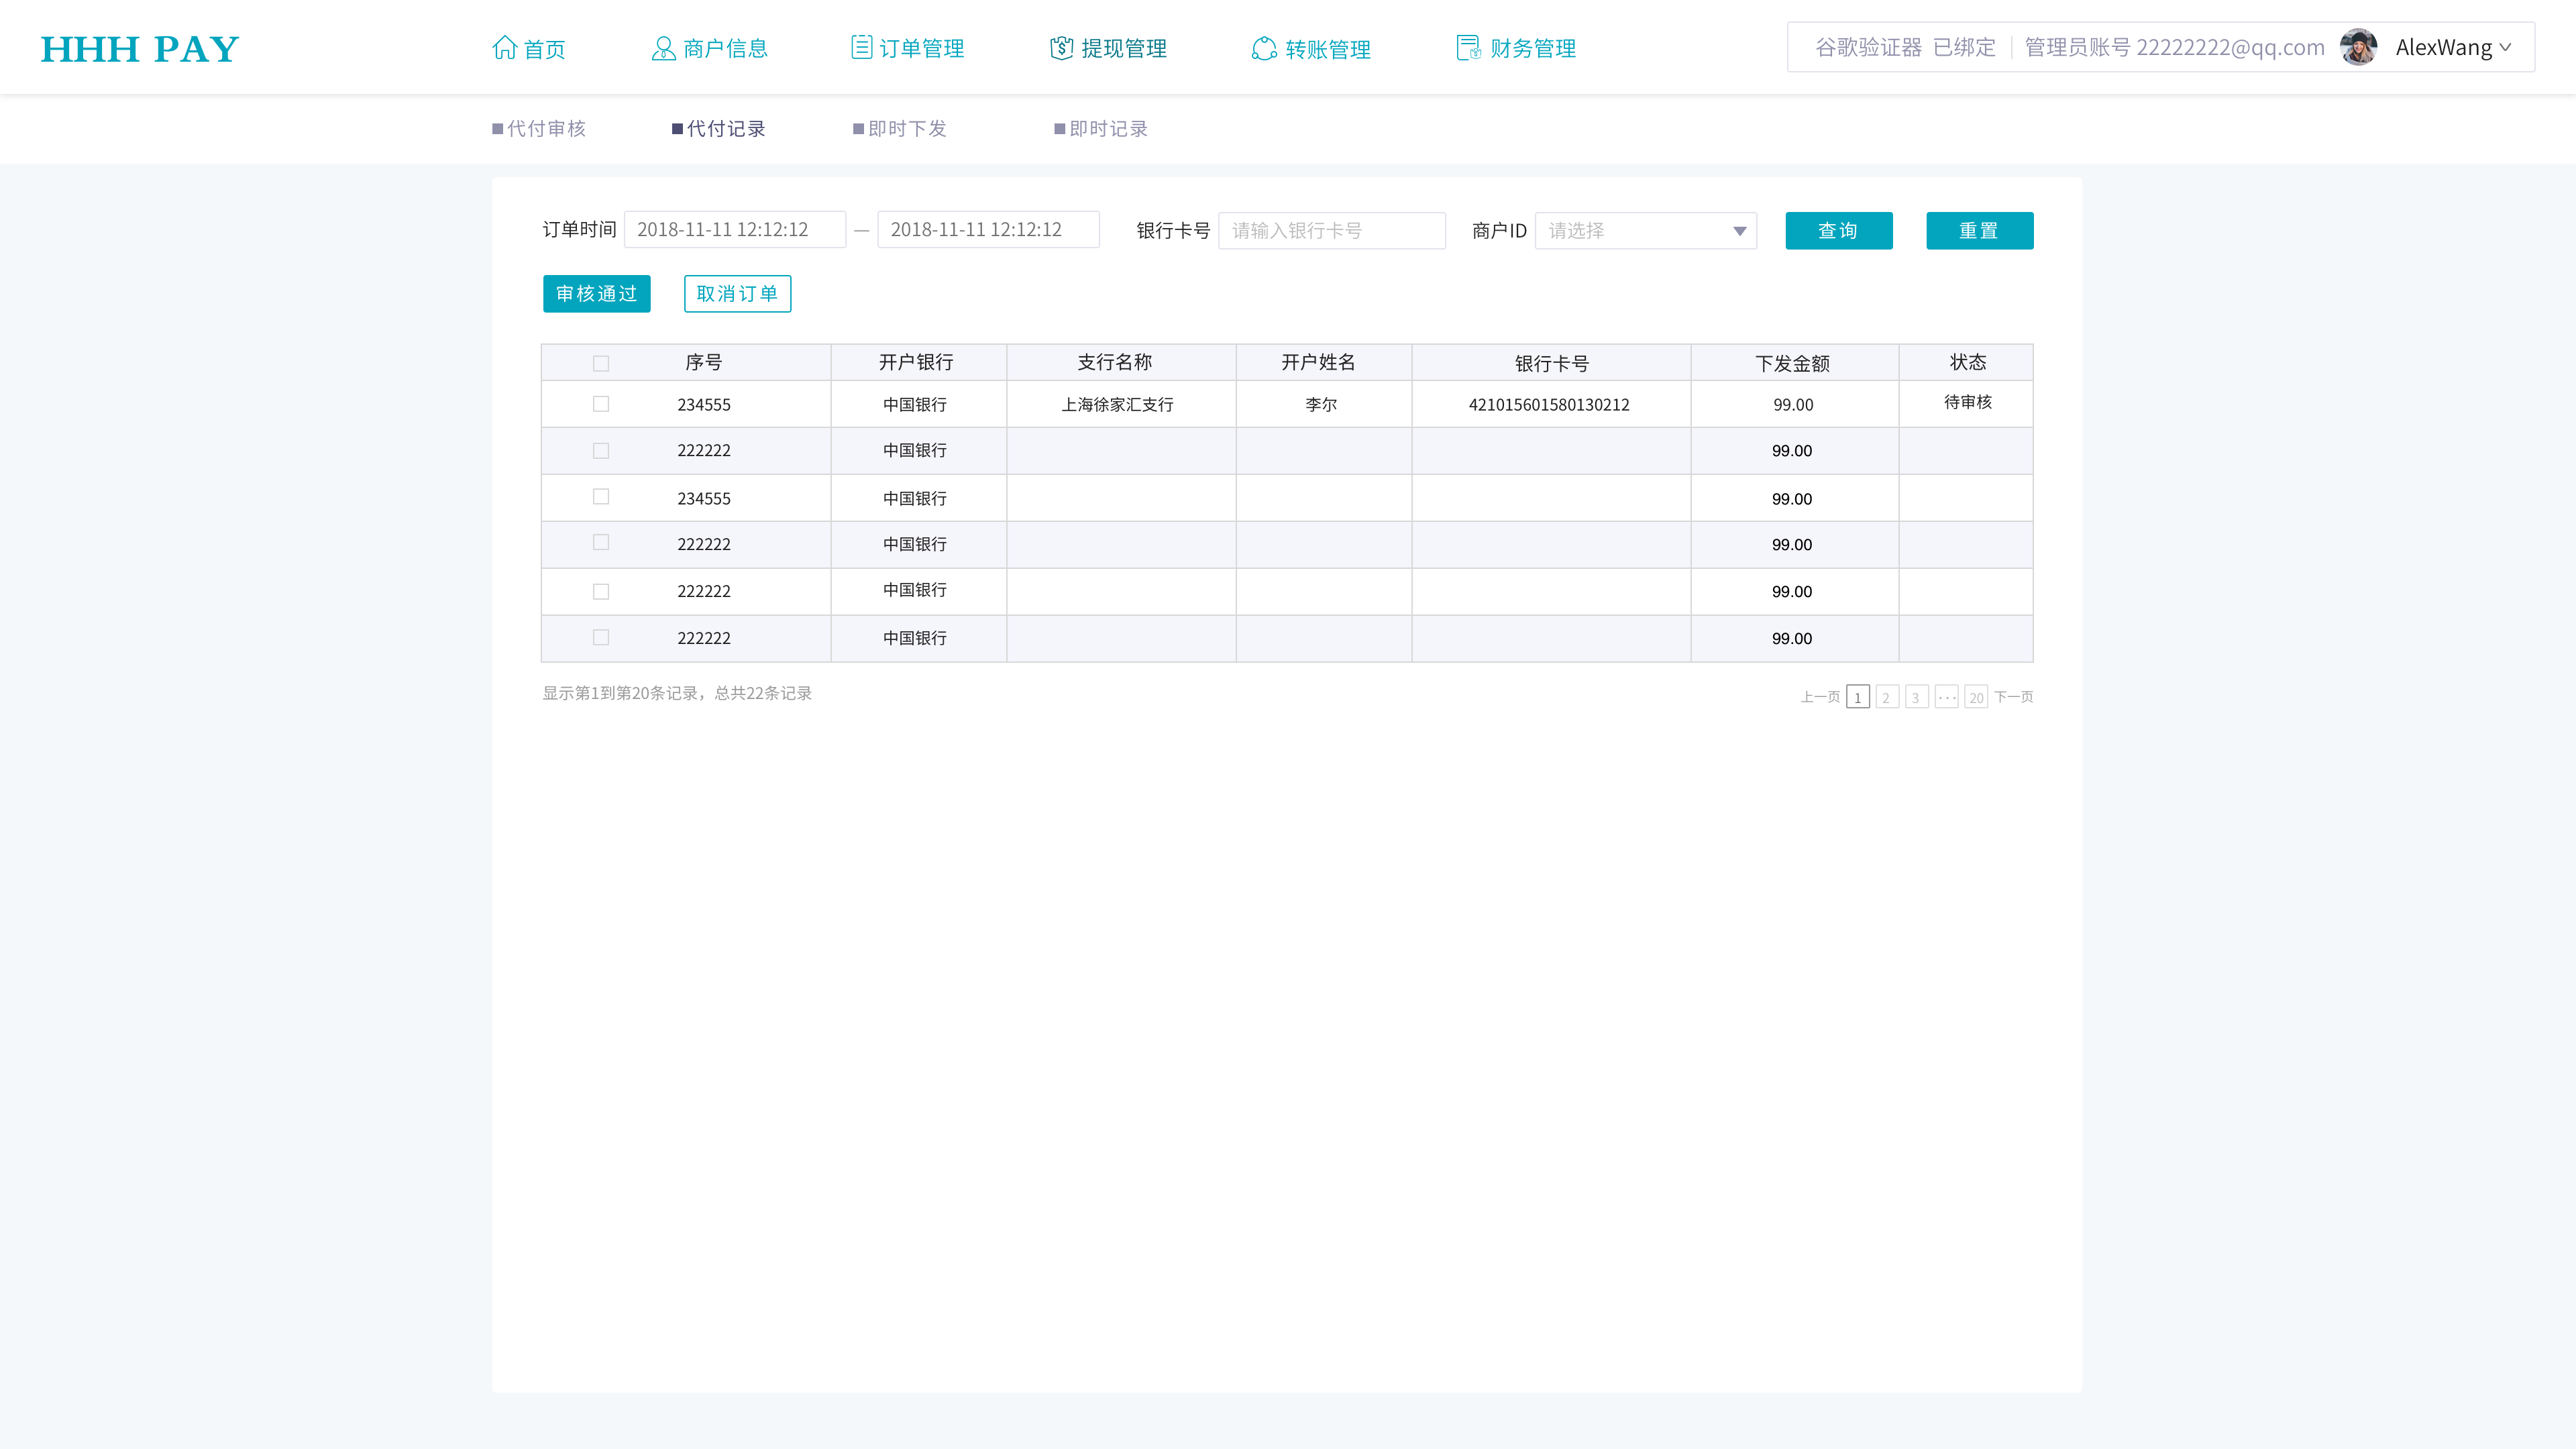 HHH PAY
首页 商户信息 订单管理 提现管理 转账管理 财务管理 谷歌验证器 已绑定 管理员账号 22222222@qq.com AlexWang
代付审核 代付记录 即时下发 即时记录
订单时间 2018-11-11 12:12:12 — 2018-11-11 12:12:12 银行卡号 请输入银行卡号 商户ID 请选择 查询 重置
审核通过 取消订单
序号 开户银行 支行名称 开户姓名 银行卡号 下发金额 状态
234555 中国银行 上海徐家汇支行 李尔 421015601580130212 99.00 待审核
222222 中国银行 99.00
234555 中国银行 99.00
222222 中国银行 99.00
222222 中国银行 99.00
222222 中国银行 99.00
显示第1到第20条记录，总共22条记录 上一页 1 2 3 ··· 20 下一页